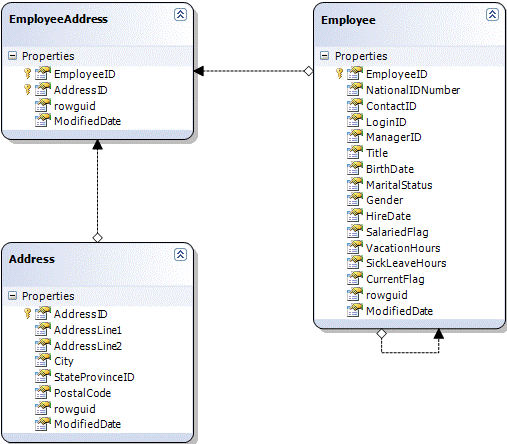 EmployeeAddress
Properties
EmployeeID
AddressID
rowguid
ModifiedDate
Employee
Properties
EmployeeID
NationalIDNumber
ContactID
LoginID
ManagerID
Title
BirthDate
MaritalStatus
Gender
HireDate
SalariedFlag
VacationHours
SickLeaveHours
CurrentFlag
rowguid
ModifiedDate
Address
Properties
AddressID
AddressLine1
AddressLine2
City
StateProvinceID
PostalCode
rowguid
ModifiedDate